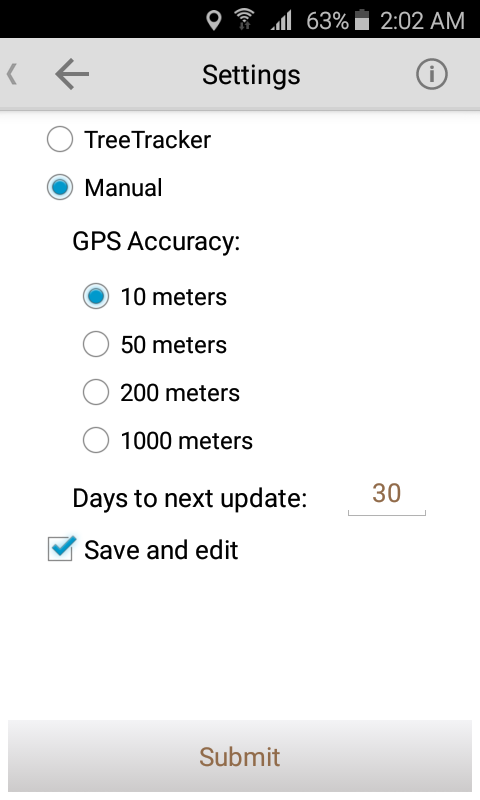 63% 2:02 AM
Settings
TreeTracker
Manual
GPS Accuracy:
10 meters
50 meters
200 meters
1000 meters
Days to next update: 30
Save and edit
Submit